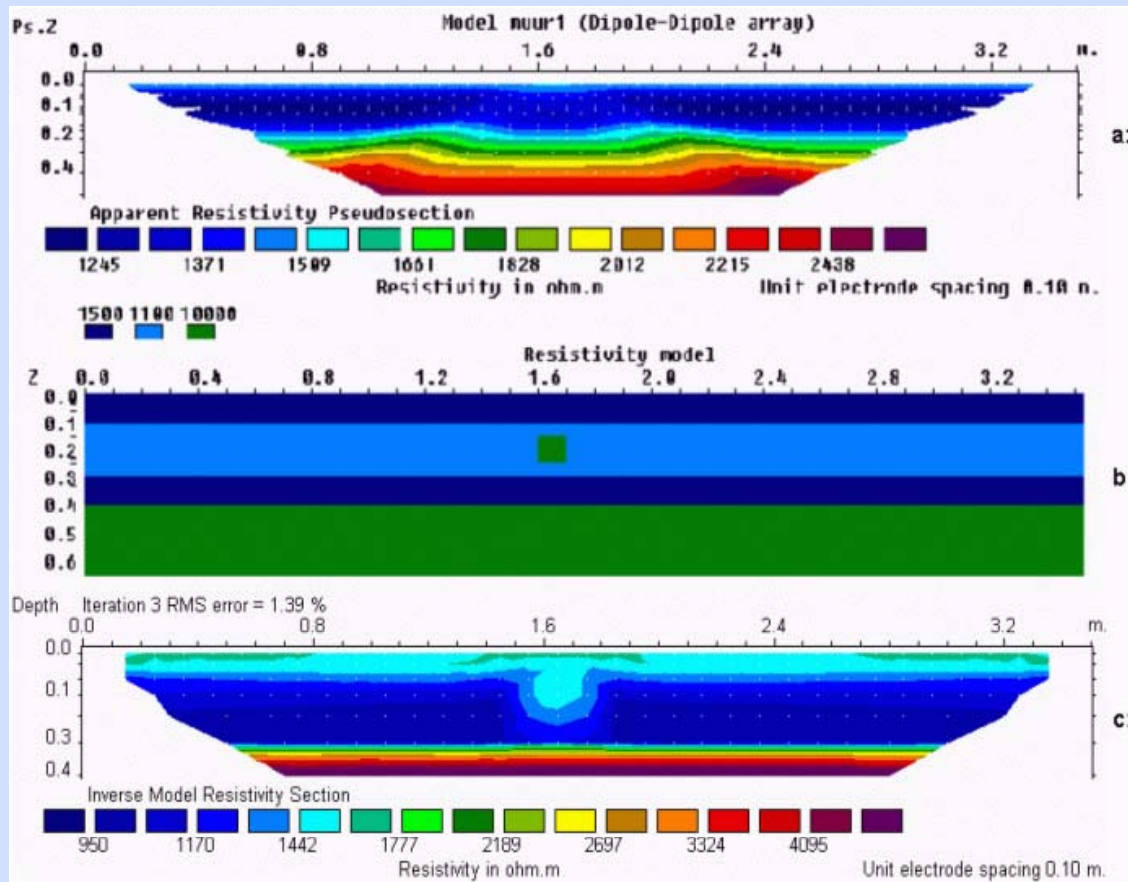 Model muur1 (Dipole-Dipole array)
Ps.Z
0.0 0.8 1.6 2.4 3.2 m.
0.0
0.1
0.2
0.4
a
Apparent Resistivity Pseudosection
1245 1371 1509 1661 1828 2012 2215 2438
Resistivity in ohm.m Unit electrode spacing 0.10 m.
1500 1100 10000
Resistivity model
Z 0.0 0.4 0.8 1.2 1.6 2.0 2.4 2.8 3.2
0.0
0.1
0.2
0.3
0.4
0.5
0.6
b
Depth Iteration 3 RMS error = 1.39 %
0.0 0.8 1.6 2.4 3.2 m.
0.0
0.1
0.3
0.4
c
Inverse Model Resistivity Section
950 1170 1442 1777 2189 2697 3324 4095
Resistivity in ohm.m Unit electrode spacing 0.10 m.